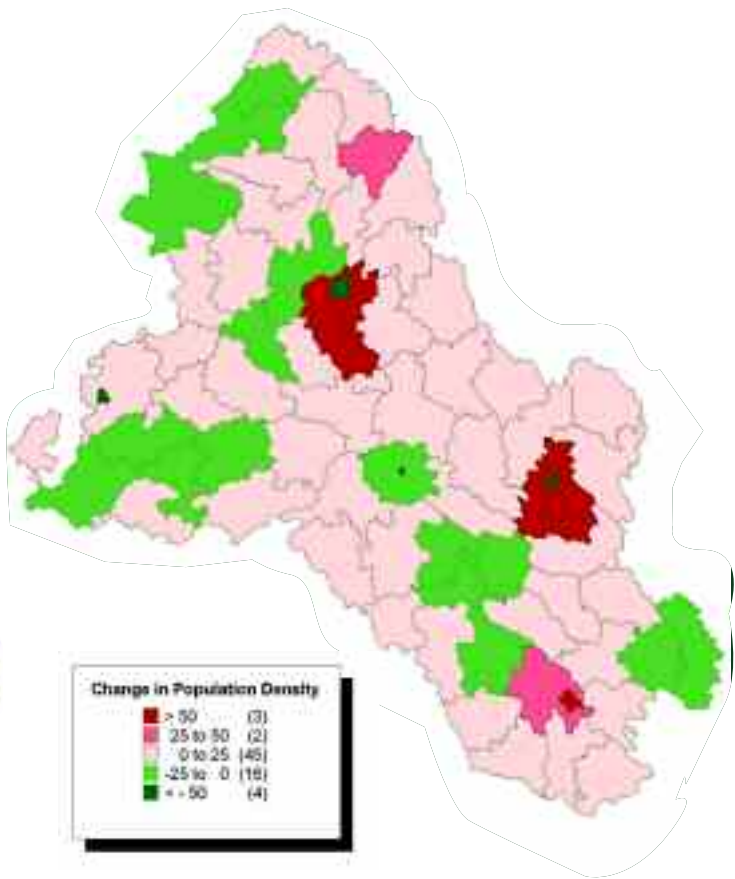 Change in Population Density
> 50 (3)
25 to 50 (2)
0 to 25 (45)
-25 to 0 (16)
< - 50 (4)